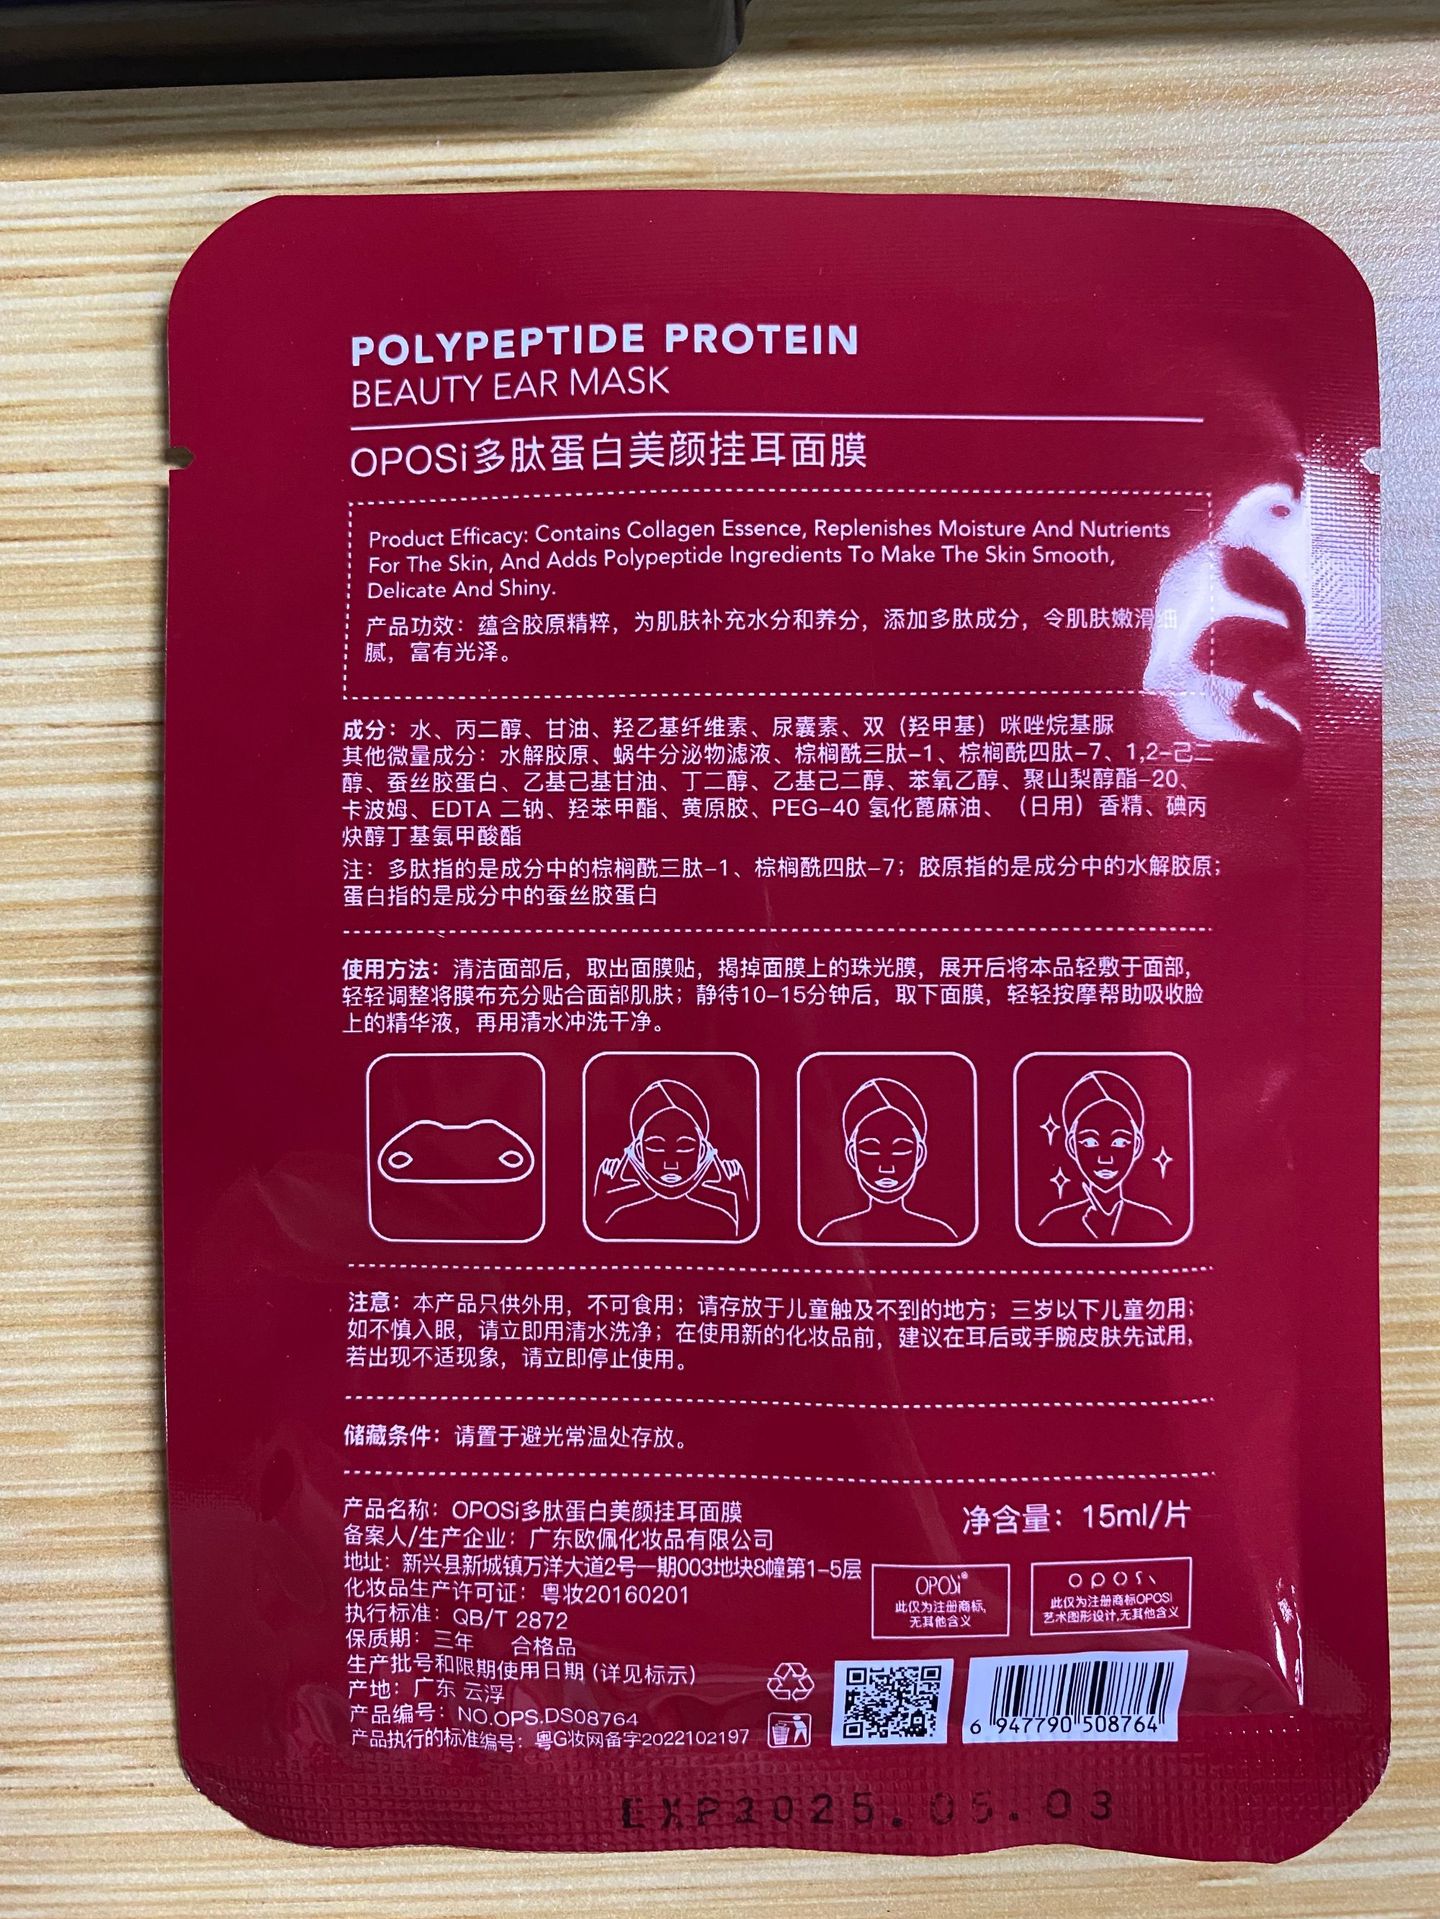 POLYPEPTIDE PROTEIN
BEAUTY EAR MASK
OPOSi多肽蛋白美颜挂耳面膜
Product Efficacy: Contains Collagen Essence, Replenishes Moisture And Nutrients
For The Skin, And Adds Polypeptide Ingredients To Make The Skin Smooth,
Delicate And Shiny.
产品功效：蕴含胶原精粹，为肌肤补充水分和养分，添加多肽成分，令肌肤嫩滑细
腻，富有光泽。
成分：水、丙二醇、甘油、羟乙基纤维素、尿囊素、双（羟甲基）咪唑烷基脲
其他微量成分：水解胶原、蜗牛分泌物滤液、棕榈酰三肽-1、棕榈酰四肽-7、1,2-己二
醇、蚕丝胶蛋白、乙基己基甘油、丁二醇、乙基己二醇、苯氧乙醇、聚山梨醇酯-20、
卡波姆、EDTA 二钠、羟苯甲酯、黄原胶、PEG-40 氢化蓖麻油、（日用）香精、碘丙
炔醇丁基氨甲酸酯
注：多肽指的是成分中的棕榈酰三肽-1、棕榈酰四肽-7；胶原指的是成分中的水解胶原；
蛋白指的是成分中的蚕丝胶蛋白
使用方法：清洁面部后，取出面膜贴，揭掉面膜上的珠光膜，展开后将本品轻敷于面部，
轻轻调整将膜布充分贴合面部肌肤；静待10-15分钟后，取下面膜，轻轻按摩帮助吸收脸
上的精华液，再用清水冲洗干净。
注意：本产品只供外用，不可食用；请存放于儿童触及不到的地方；三岁以下儿童勿用；
如不慎入眼，请立即用清水洗净；在使用新的化妆品前，建议在耳后或手腕皮肤先试用，
若出现不适现象，请立即停止使用。
储藏条件：请置于避光常温处存放。
产品名称：OPOSi多肽蛋白美颜挂耳面膜
净含量：15ml/片
备案人/生产企业：广东欧佩化妆品有限公司
地址：新兴县新城镇万洋大道2号一期003地块8幢第1-5层
化妆品生产许可证：粤妆20160201
执行标准：QB/T 2872
保质期：三年 合格品
生产批号和限期使用日期 (详见标示)
产地：广东 云浮
产品编号：NO.OPS.DS08764
产品执行的标准编号：粤G妆网备字2022102197
OPOSi®
此仅为注册商标,
无其他含义
OPOSi
此仅为注册商标OPOSi
艺术图形设计,无其他含义
6 947790 508764
EXP2025.05.03